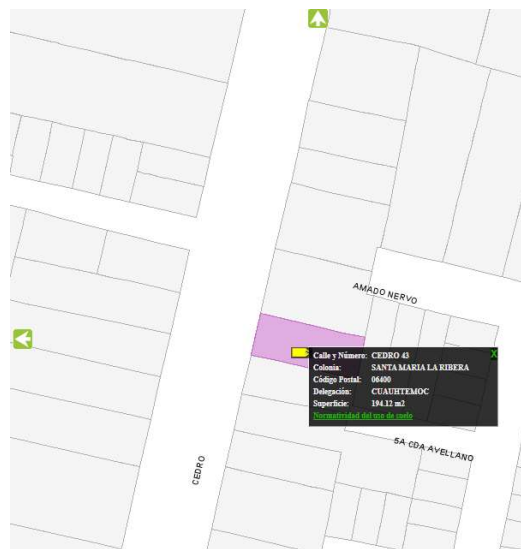 AMADO NERVO
X
Calle y Número: CEDRO 43
Colonia: SANTA MARIA LA RIBERA
Código Postal: 06400
Delegación: CUAUHTEMOC
Superficie: 194.12 m2
Normatividad del uso de suelo
5A CDA AVELLANO
CEDRO